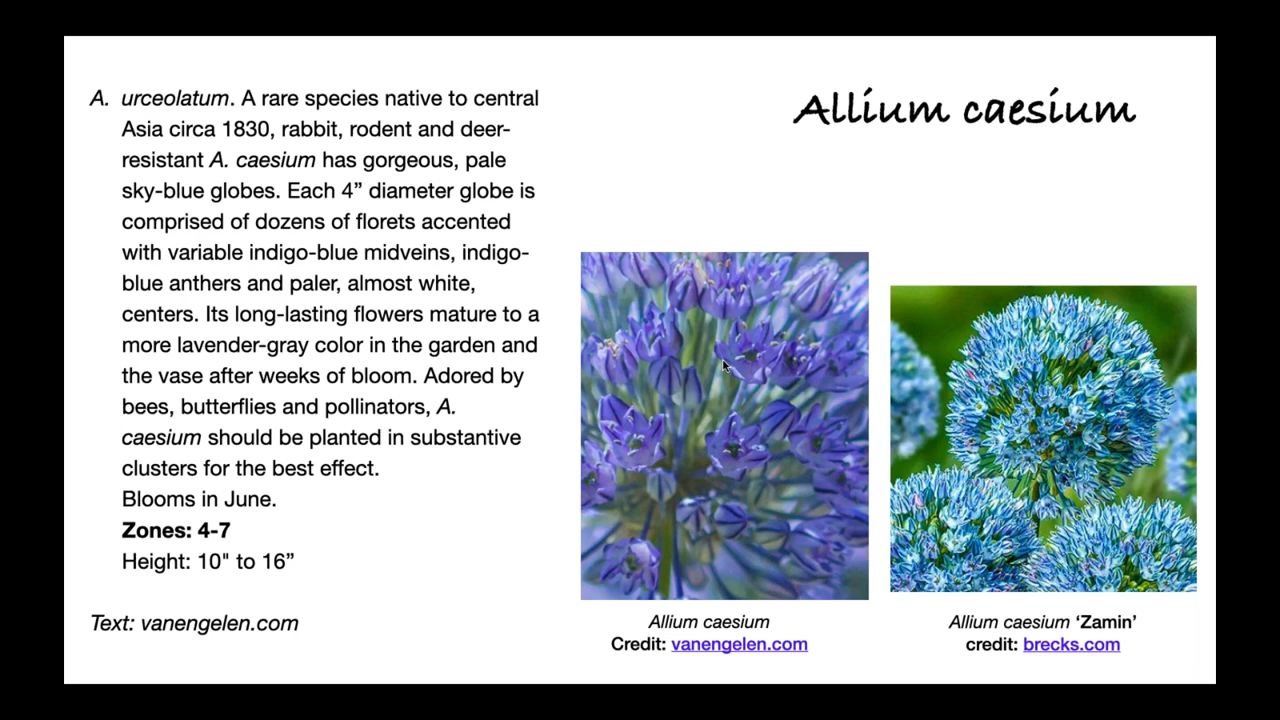 Allium caesium
A. urceolatum. A rare species native to central
Asia circa 1830, rabbit, rodent and deer-
resistant A. caesium has gorgeous, pale
sky-blue globes. Each 4” diameter globe is
comprised of dozens of florets accented
with variable indigo-blue midveins, indigo-
blue anthers and paler, almost white,
centers. Its long-lasting flowers mature to a
more lavender-gray color in the garden and
the vase after weeks of bloom. Adored by
bees, butterflies and pollinators, A.
caesium should be planted in substantive
clusters for the best effect.
Blooms in June.
Zones: 4-7
Height: 10" to 16”
Text: vanengelen.com
Allium caesium
Credit: vanengelen.com
Allium caesium ‘Zamin’
credit: brecks.com